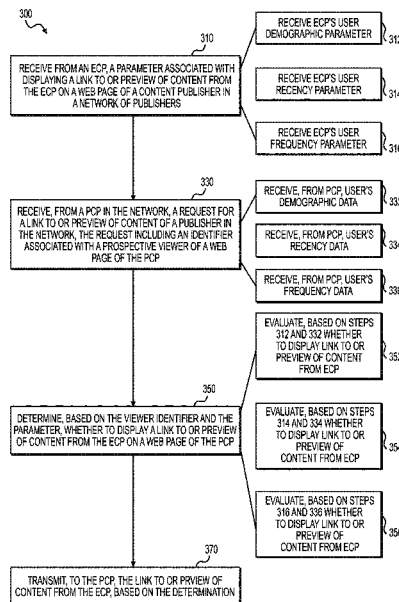 300
310
RECEIVE FROM AN ECP, A PARAMETER ASSOCIATED WITH
DISPLAYING A LINK TO OR PREVIEW OF CONTENT FROM
THE ECP ON A WEB PAGE OF A CONTENT PUBLISHER IN
A NETWORK OF PUBLISHERS
RECEIVE ECP'S USER
DEMOGRAPHIC PARAMETER
312
RECEIVE ECP'S USER
RECENCY PARAMETER
314
RECEIVE ECP'S USER
FREQUENCY PARAMETER
316
330
RECEIVE, FROM A PCP IN THE NETWORK, A REQUEST FOR
A LINK TO OR PREVIEW OF CONTENT OF A PUBLISHER IN
THE NETWORK, THE REQUEST INCLUDING AN IDENTIFIER
ASSOCIATED WITH A PROSPECTIVE VIEWER OF A WEB
PAGE OF THE PCP
RECEIVE, FROM PCP, USER'S
DEMOGRAPHIC DATA
332
RECEIVE, FROM PCP, USER'S
RECENCY DATA
334
RECEIVE, FROM PCP, USER'S
FREQUENCY DATA
336
350
DETERMINE, BASED ON THE VIEWER IDENTIFIER AND THE
PARAMETER, WHETHER TO DISPLAY A LINK TO OR PREVIEW
OF CONTENT FROM THE ECP ON A WEB PAGE OF THE PCP
EVALUATE, BASED ON STEPS
312 AND 332 WHETHER
TO DISPLAY LINK TO OR
PREVIEW OF CONTENT
FROM ECP
352
EVALUATE, BASED ON STEPS
314 AND 334 WHETHER
TO DISPLAY LINK TO OR
PREVIEW OF
CONTENT FROM ECP
354
EVALUATE, BASED ON STEPS
316 AND 336 WHETHER
TO DISPLAY LINK TO OR
PREVIEW OF
CONTENT FROM ECP
356
370
TRANSMIT, TO THE PCP, THE LINK TO OR PRVIEW OF
CONTENT FROM THE ECP, BASED ON THE DETERMINATION